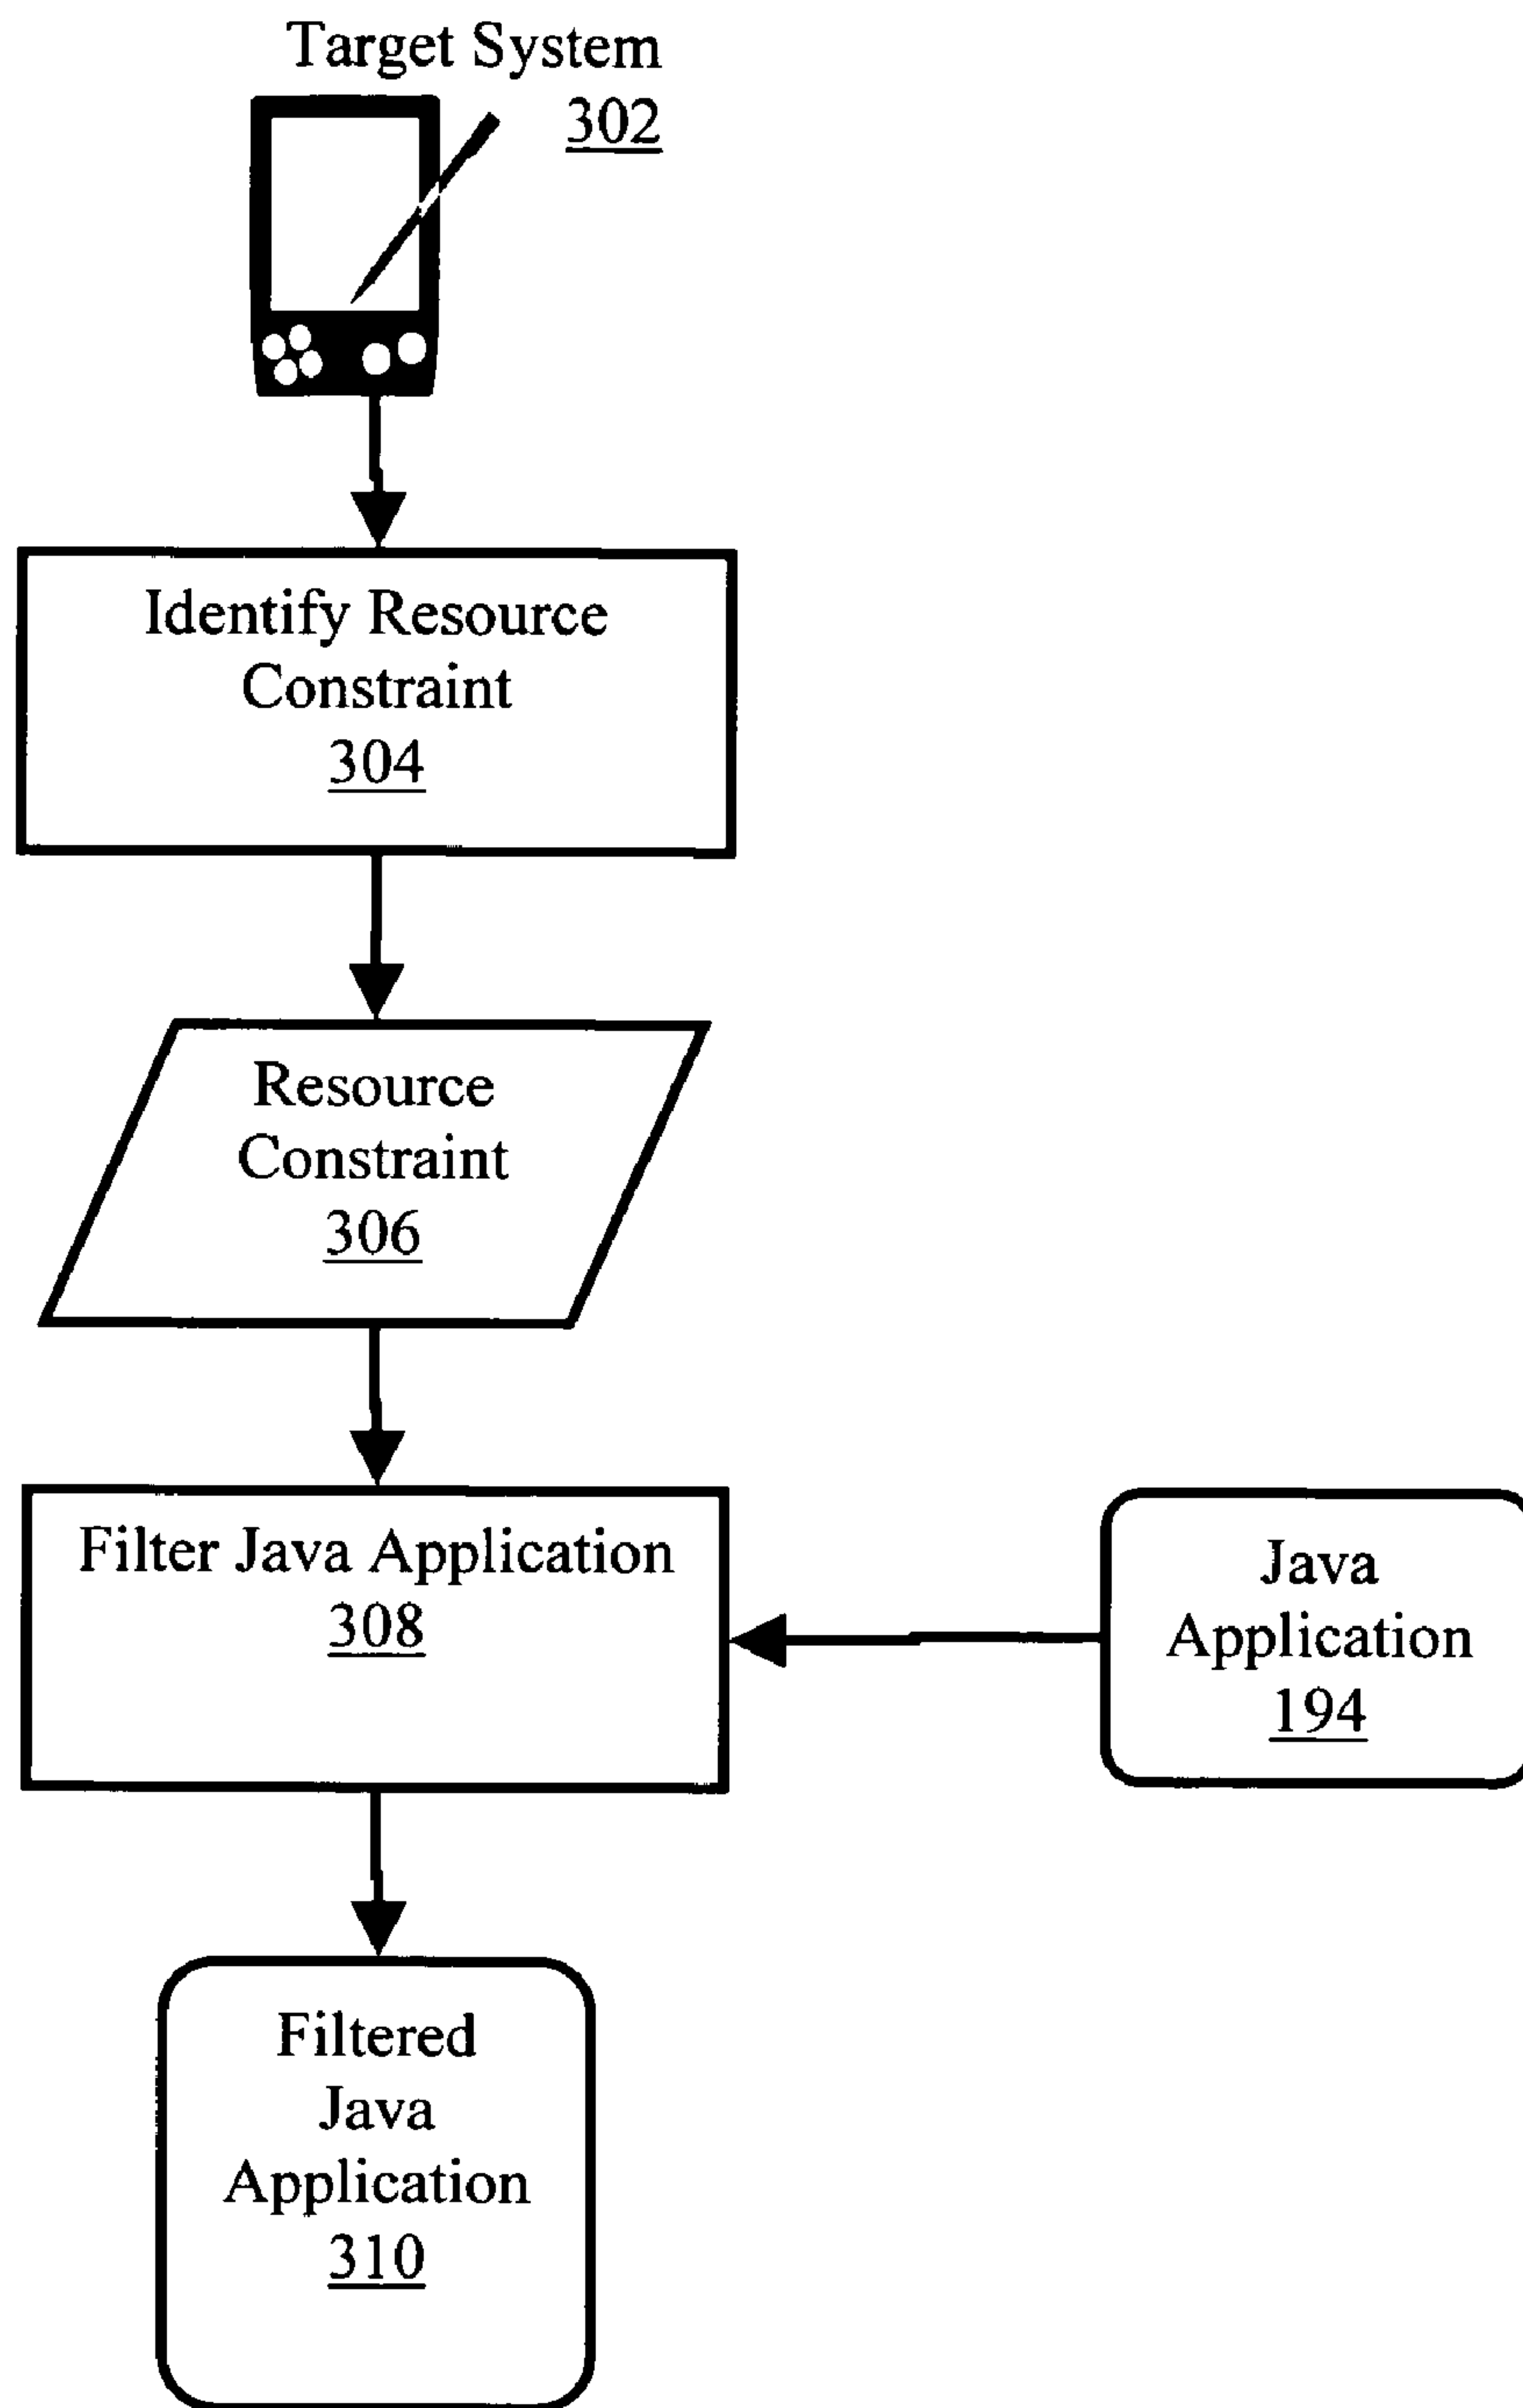 Target System
302
Identify Resource
Constraint
304
Resource
Constraint
306
Filter Java Application
308
Java
Application
194
Filtered
Java
Application
310